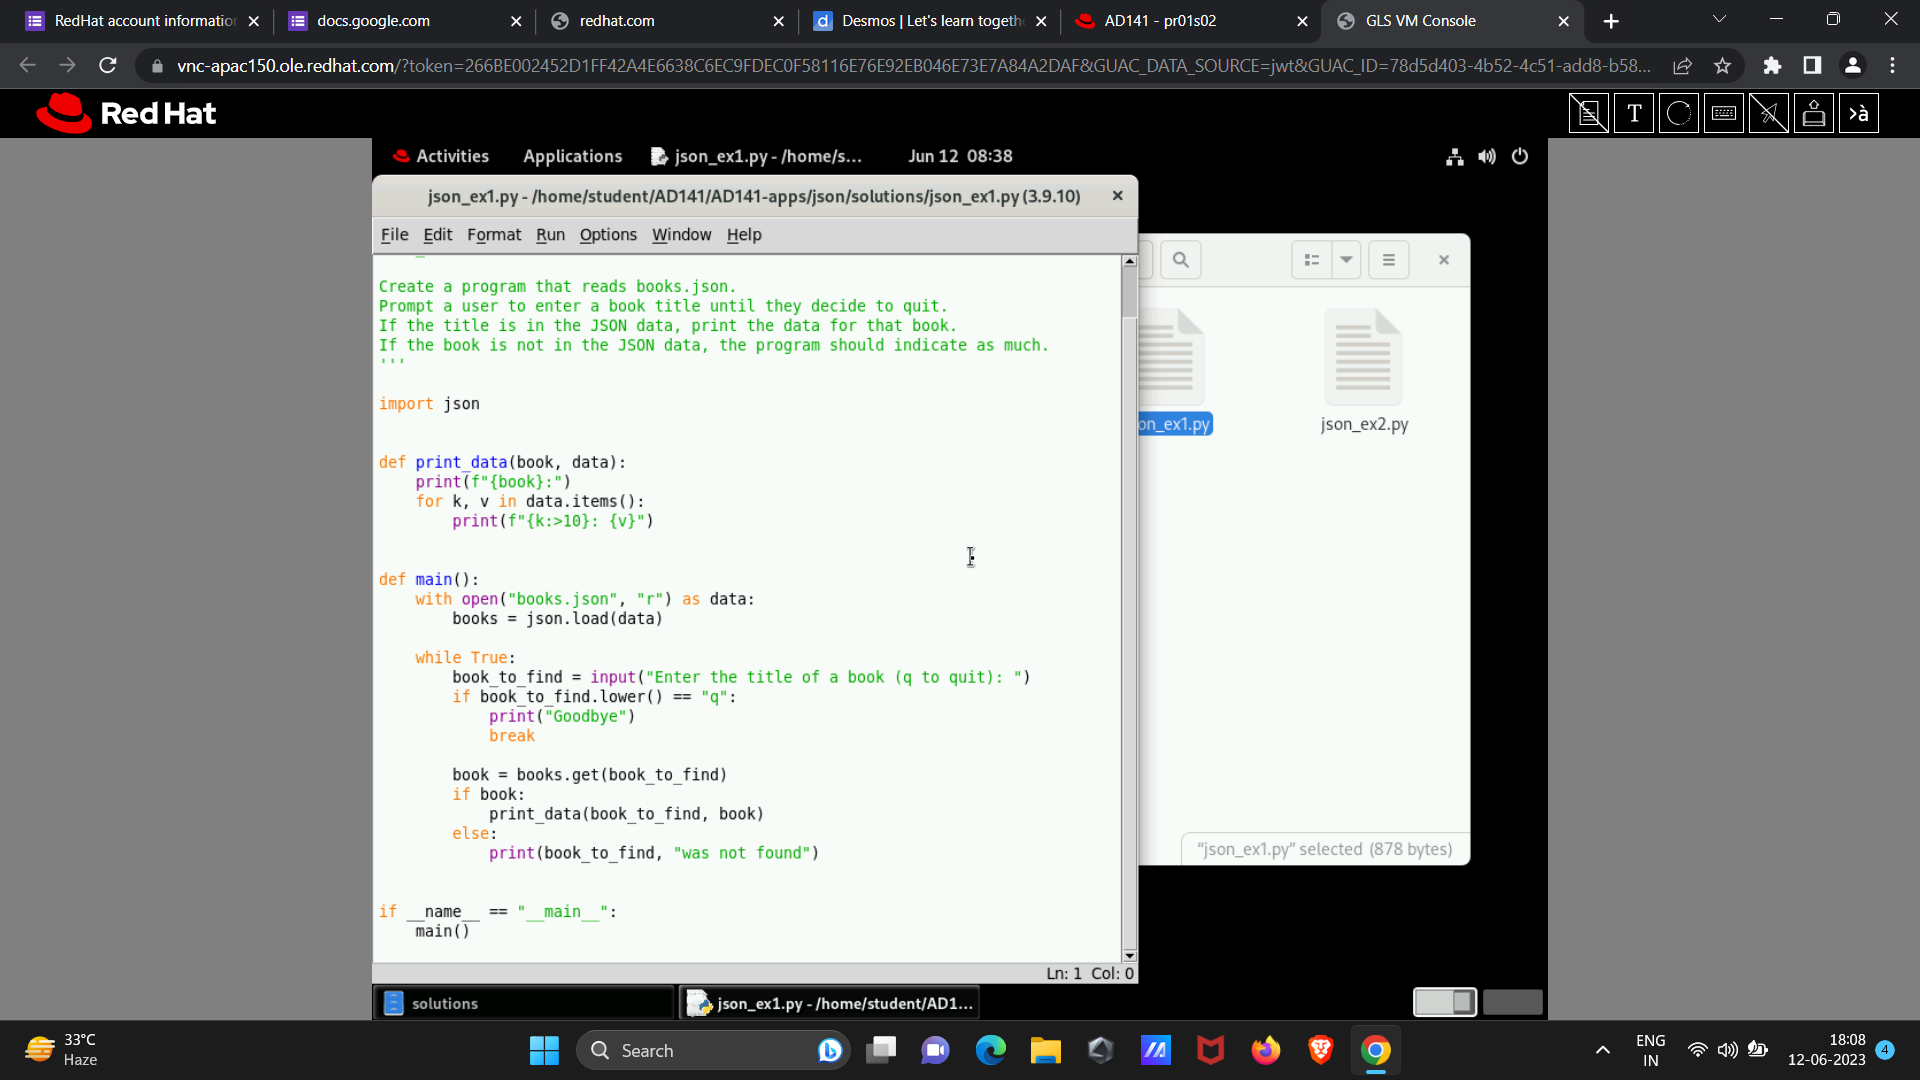 RedHat account informatio
docs.google.com
redhat.com
Desmos | Let's learn togeth
AD141 - pr01s02
GLS VM Console
vnc-apac150.ole.redhat.com/?token=266BE002452D1FF42A4E6638C6EC9FDEC0F58116E76E92EB046E73E7A84A2DAF&GUAC_DATA_SOURCE=jwt&GUAC_ID=78d5d403-4b52-4c51-add8-b58...
Red Hat
T
>à
Activities Applications json_ex1.py - /home/s... Jun 12 08:38
json_ex1.py - /home/student/AD141/AD141-apps/json/solutions/json_ex1.py (3.9.10)
File Edit Format Run Options Window Help
Create a program that reads books.json.
Prompt a user to enter a book title until they decide to quit.
If the title is in the JSON data, print the data for that book.
If the book is not in the JSON data, the program should indicate as much.
'''
import json
def print_data(book, data):
    print(f"{book}:")
    for k, v in data.items():
        print(f"{k:>10}: {v}")
def main():
    with open("books.json", "r") as data:
        books = json.load(data)
    while True:
        book_to_find = input("Enter the title of a book (q to quit): ")
        if book_to_find.lower() == "q":
            print("Goodbye")
            break
        book = books.get(book_to_find)
        if book:
            print_data(book_to_find, book)
        else:
            print(book_to_find, "was not found")
if __name__ == "__main__":
    main()
Ln: 1 Col: 0
on_ex1.py
json_ex2.py
"json_ex1.py" selected (878 bytes)
solutions
json_ex1.py - /home/student/AD1...
33°C
Haze
Search
ENG
IN
18:08
12-06-2023
4